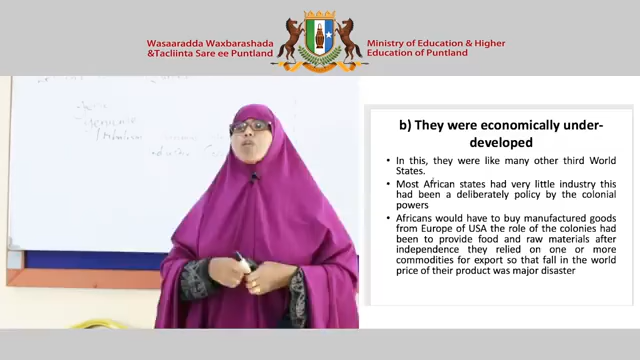 Wasaaradda Waxbarashada
&Tacliinta Sare ee Puntland
Ministry of Education & Higher
Education of Puntland
b) They were economically under-
developed
• In this, they were like many other third World
States.
• Most African states had very little industry this
had been a deliberately policy by the colonial
powers
• Africans would have to buy manufactured goods
from Europe of USA the role of the colonies had
been to provide food and raw materials after
independence they relied on one or more
commodities for export so that fall in the world
price of their product was major disaster